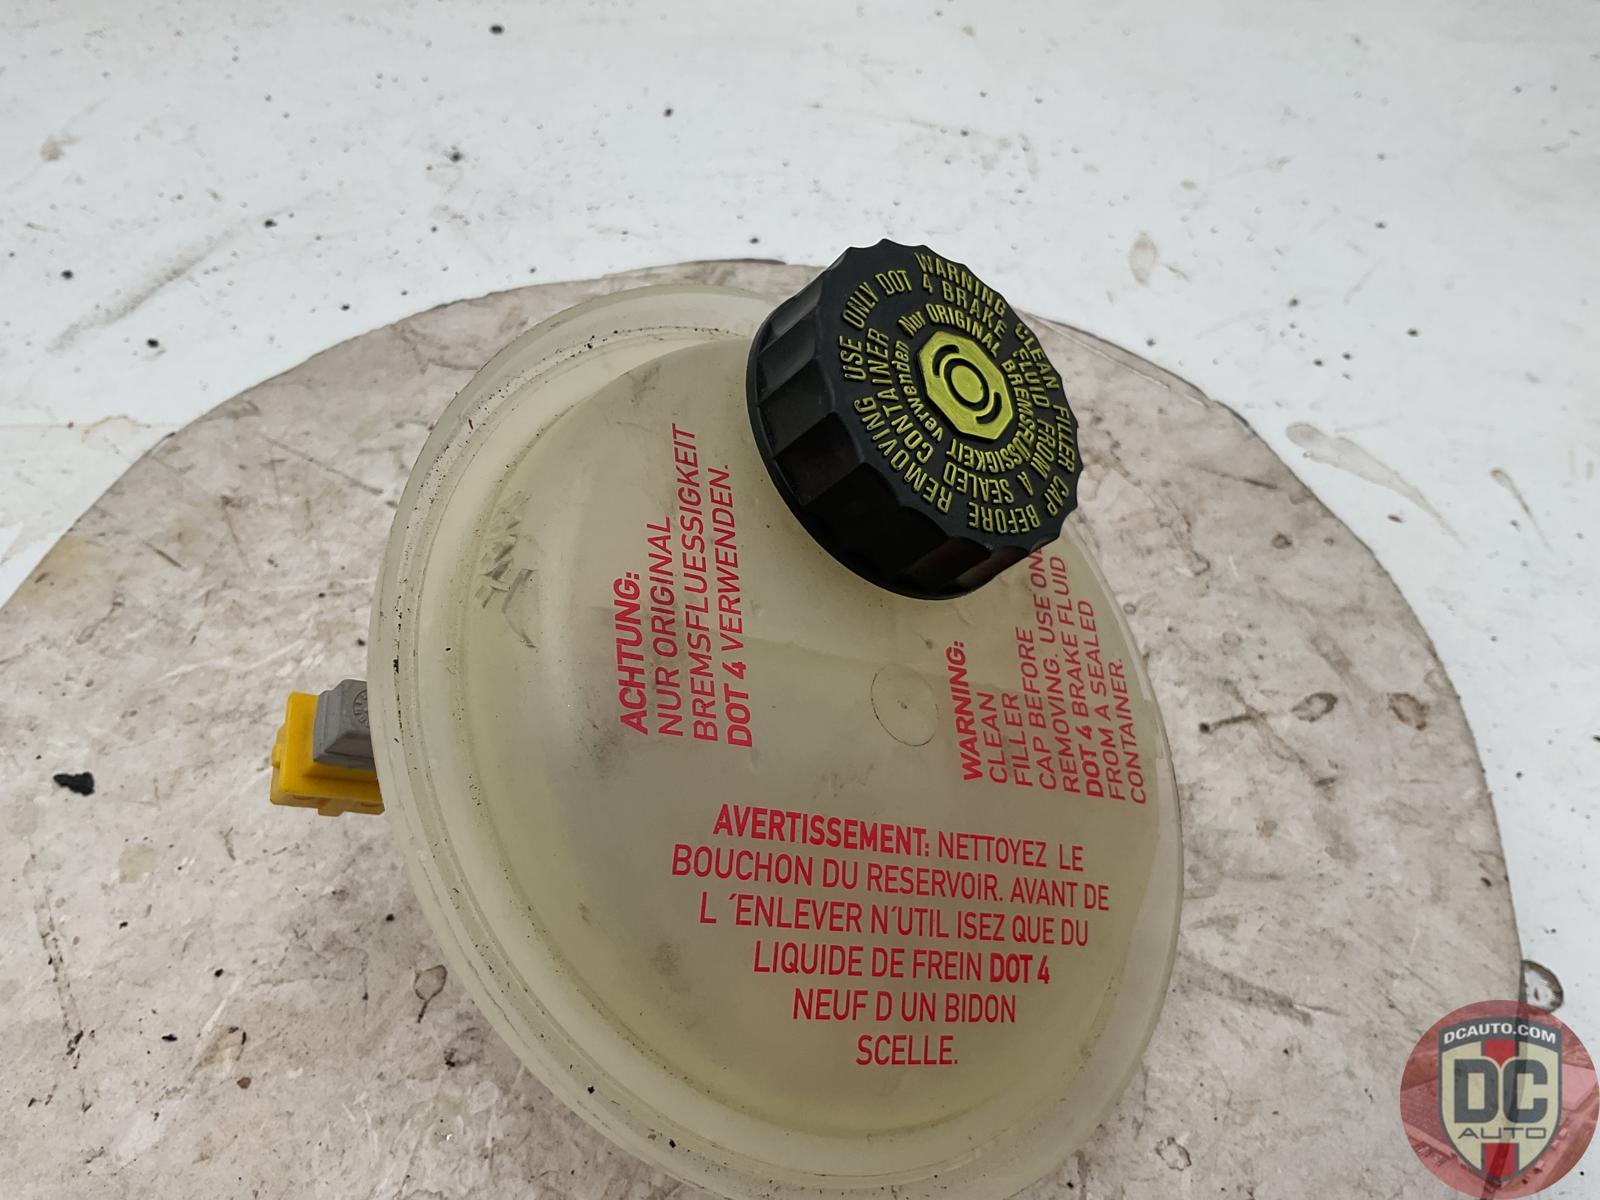 WARNING CLEAN FILLER CAP BEFORE REMOVING USE ONLY DOT
4 BRAKE FLUID FROM A SEALED CONTAINER
Nur ORIGINAL BREMSFLÜSSIGKEIT verwenden
ACHTUNG:
NUR ORIGINAL
BREMSFLUESSIGKEIT
DOT 4 VERWENDEN.
WARNING:
CLEAN
FILLER
CAP BEFORE
REMOVING. USE
DOT 4 BRAKE FLUID
FROM A SEALED
CONTAINER.
AVERTISSEMENT: NETTOYEZ LE
BOUCHON DU RESERVOIR. AVANT DE
L ´ENLEVER N´UTIL ISEZ QUE DU
LIQUIDE DE FREIN DOT 4
NEUF D UN BIDON
SCELLE.
DCAUTO.COM
DC
AUTO